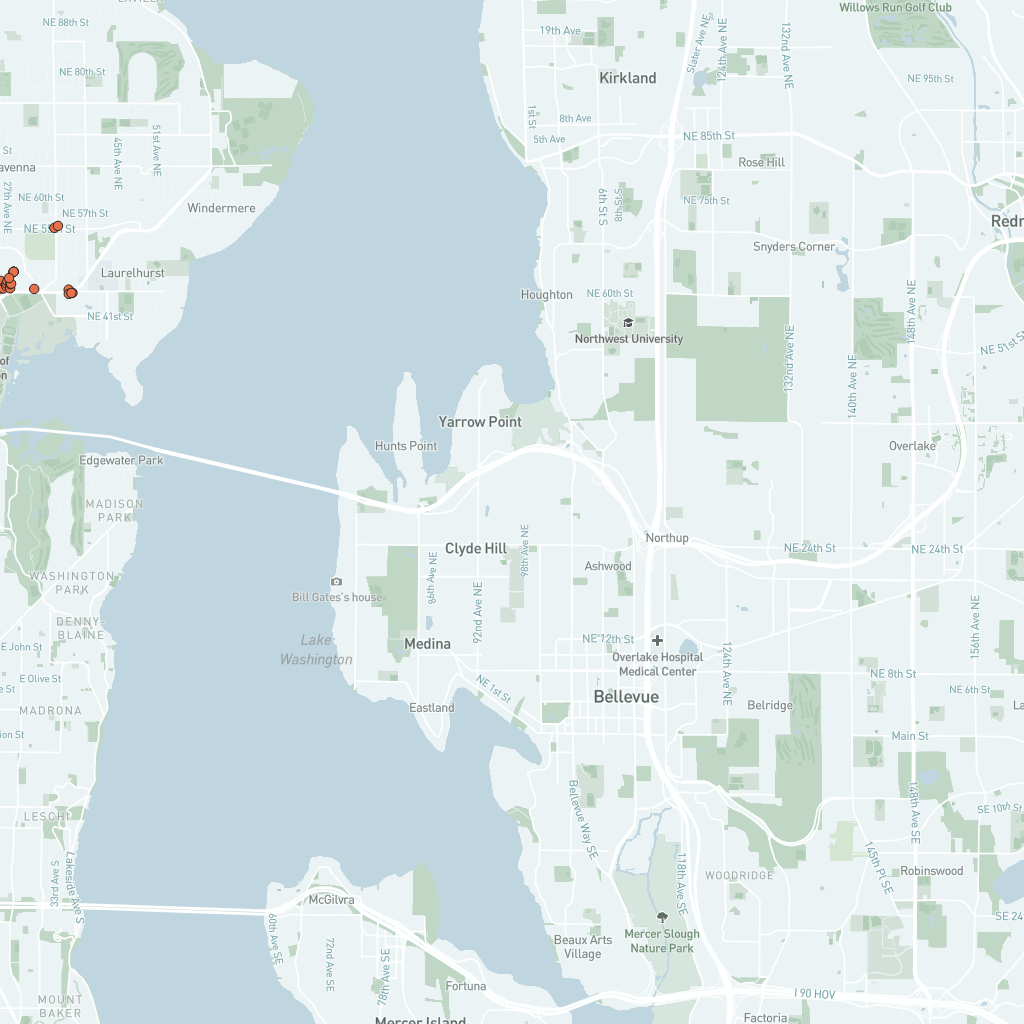 NE 88th St
19th Ave
Slater Ave NE
124th Ave NE
132nd Ave NE
Willows Run Golf Club
NE 80th St
Kirkland
NE 95th St
1st St
8th Ave
5th Ave
NE 85th St
45th Ave NE
51st Ave NE
Rose Hill
27th Ave NE
NE 60th St
NE 57th St
Windermere
6th St S
8th St S
NE 75th St
Snyders Corner
Laurelhurst
Houghton
NE 60th St
NE 41st St
Northwest University
132nd Ave NE
140th Ave NE
148th Ave NE
NE 51st St
Yarrow Point
Hunts Point
Overlake
Edgewater Park
MADISON
PARK
Clyde Hill
98th Ave NE
Northup
NE 24th St
NE 24th St
Ashwood
86th Ave NE
92nd Ave NE
WASHINGTON
PARK
Bill Gates's house
DENNY-
BLAINE
E John St
Lake
Washington
Medina
NE 12th St
Overlake Hospital
Medical Center
124th Ave NE
156th Ave NE
E Olive St
NE 1st St
Bellevue
NE 8th St
NE 6th St
MADRONA
Eastland
Belridge
Main St
LESCHI
Bellevue Way SE
148th Ave SE
SE 10th St
33rd Ave S
Lakeside Ave S
118th Ave SE
WOODRIDGE
145th Pl SE
Robinswood
McGilvra
60th Ave SE
72nd Ave SE
78th Ave SE
Beaux Arts
Village
Mercer Slough
Nature Park
SE 24
Fortuna
I 90 HOV
MOUNT
BAKER
Mercer Island
Factoria